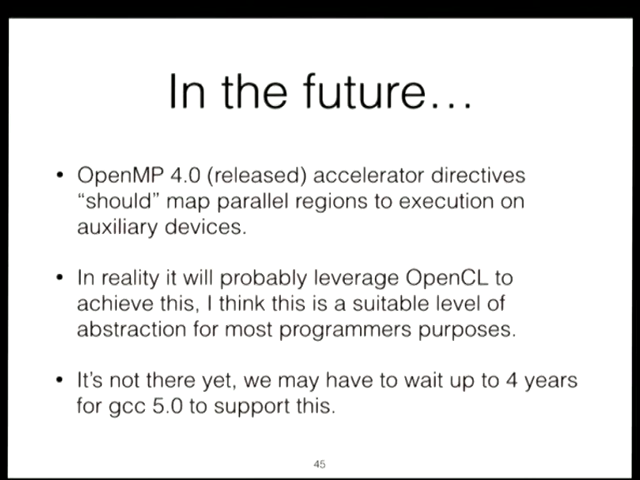 In the future…
• OpenMP 4.0 (released) accelerator directives
“should” map parallel regions to execution on
auxiliary devices.
• In reality it will probably leverage OpenCL to
achieve this, I think this is a suitable level of
abstraction for most programmers purposes.
• It’s not there yet, we may have to wait up to 4 years
for gcc 5.0 to support this.
45